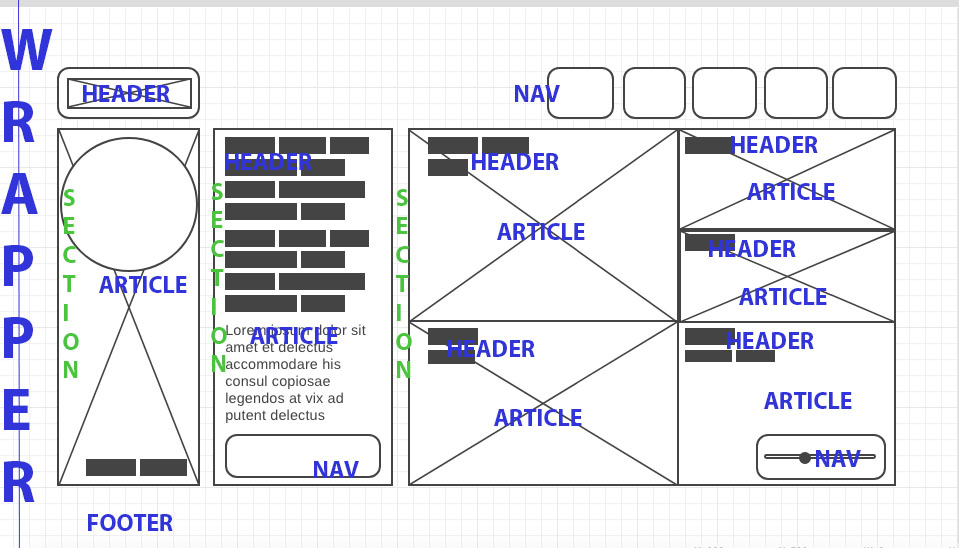 WRAPPER
HEADER
NAV
SECTION
ARTICLE
SECTION
HEADER
Lorem ipsum dolor sit
amet et delectus
accommodare his
consul copiosae
legendos at vix ad
putent delectus
ARTICLE
NAV
SECTION
HEADER
ARTICLE
HEADER
ARTICLE
HEADER
ARTICLE
HEADER
ARTICLE
HEADER
ARTICLE
NAV
FOOTER